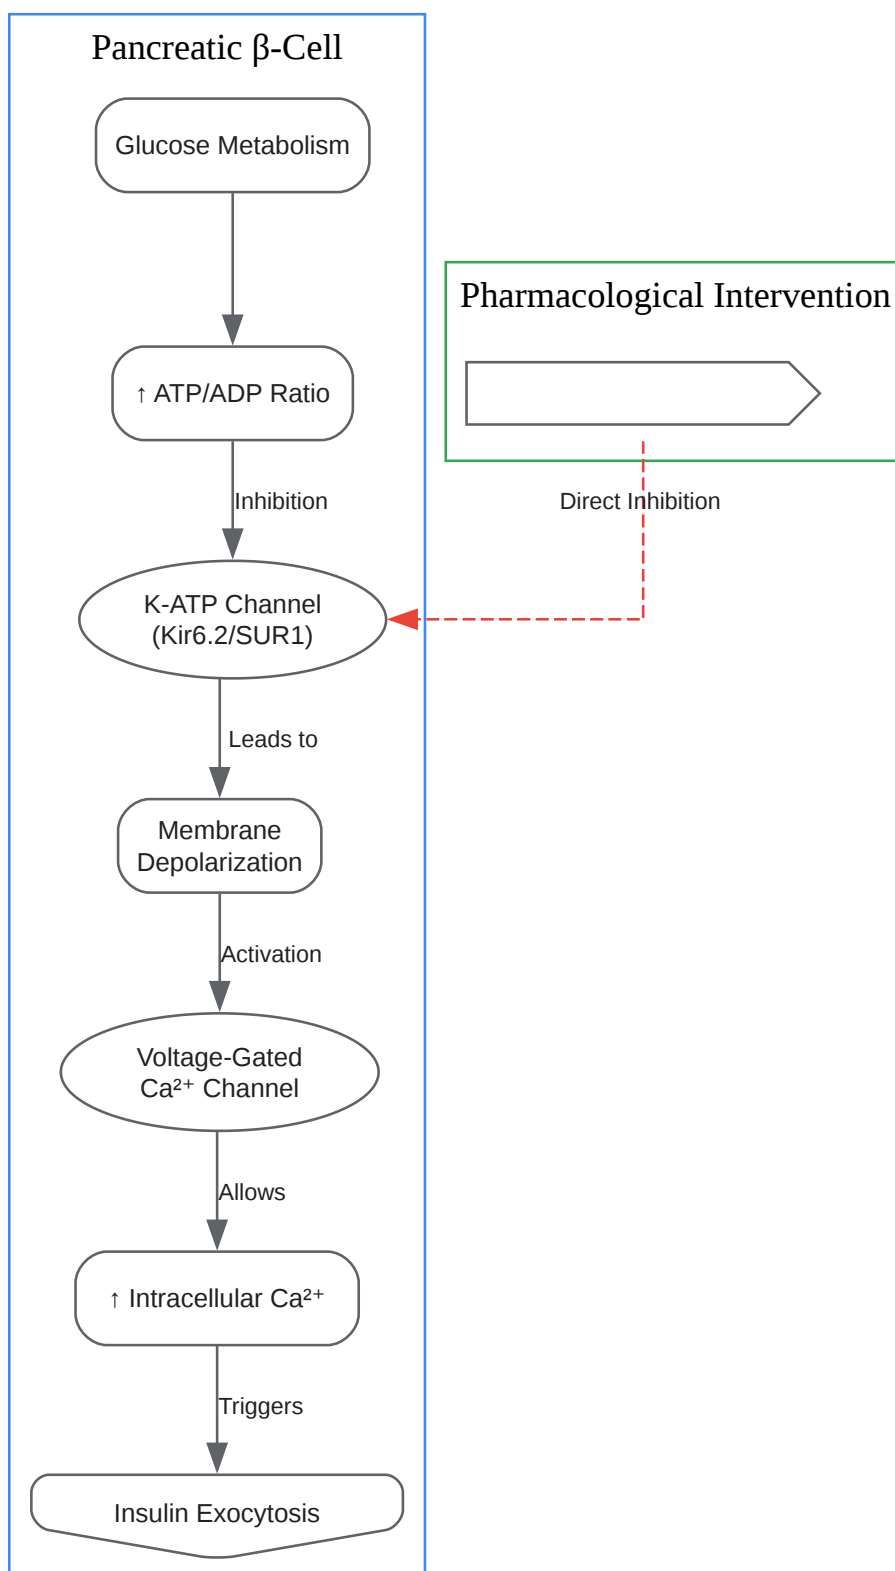 Pancreatic β-Cell
Glucose Metabolism
Pharmacological Intervention
↑ ATP/ADP Ratio
Inhibition
Direct Inhibition
K-ATP Channel
(Kir6.2/SUR1)
Leads to
Membrane
Depolarization
Activation
Voltage-Gated
Ca²⁺ Channel
Allows
↑ Intracellular Ca²⁺
Triggers
Insulin Exocytosis